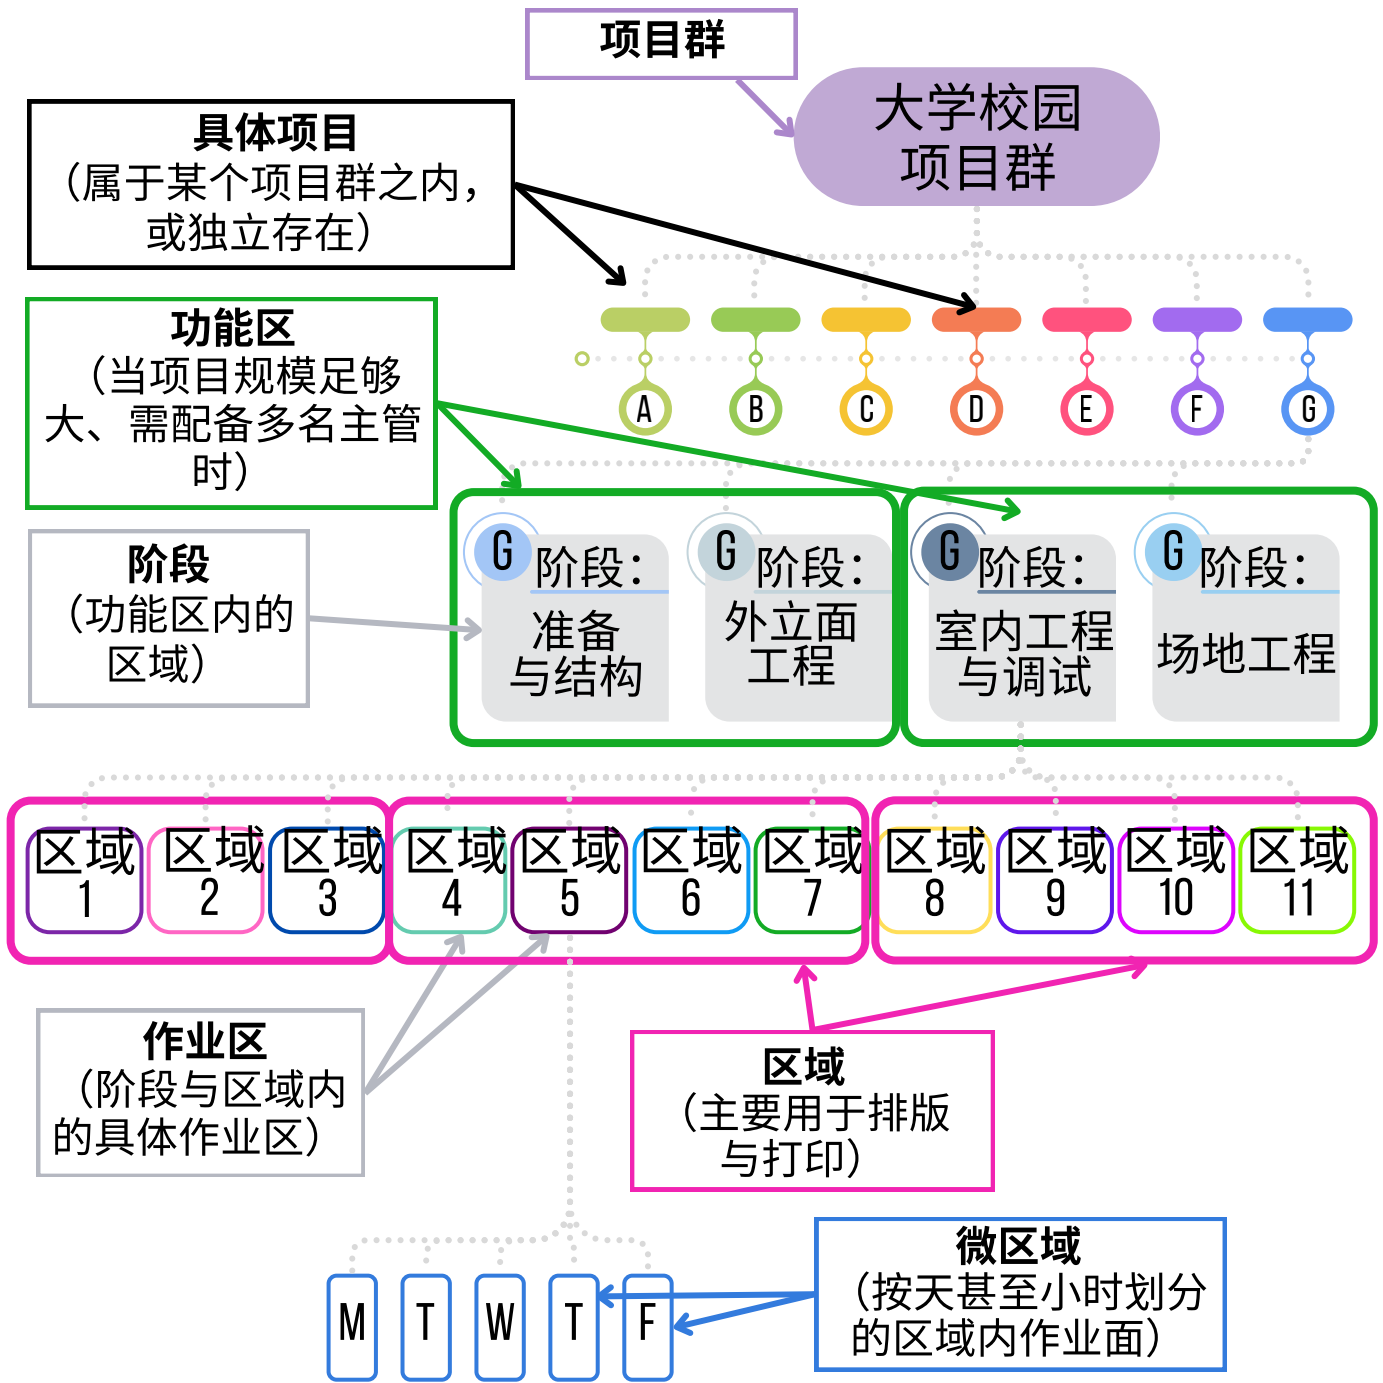 项目群
大学校园
项目群
具体项目
（属于某个项目群之内，
或独立存在）
A B C D E F G
功能区
（当项目规模足够
大、需配备多名主管
时）
阶段
（功能区内的
区域）
G 阶段：
准备
与结构
G 阶段：
外立面
工程
G 阶段：
室内工程
与调试
G 阶段：
场地工程
区域
1
区域
2
区域
3
区域
4
区域
5
区域
6
区域
7
区域
8
区域
9
区域
10
区域
11
作业区
（阶段与区域内
的具体作业区）
区域
（主要用于排版
与打印）
微区域
（按天甚至小时划分
的区域内作业面）
M T W T F